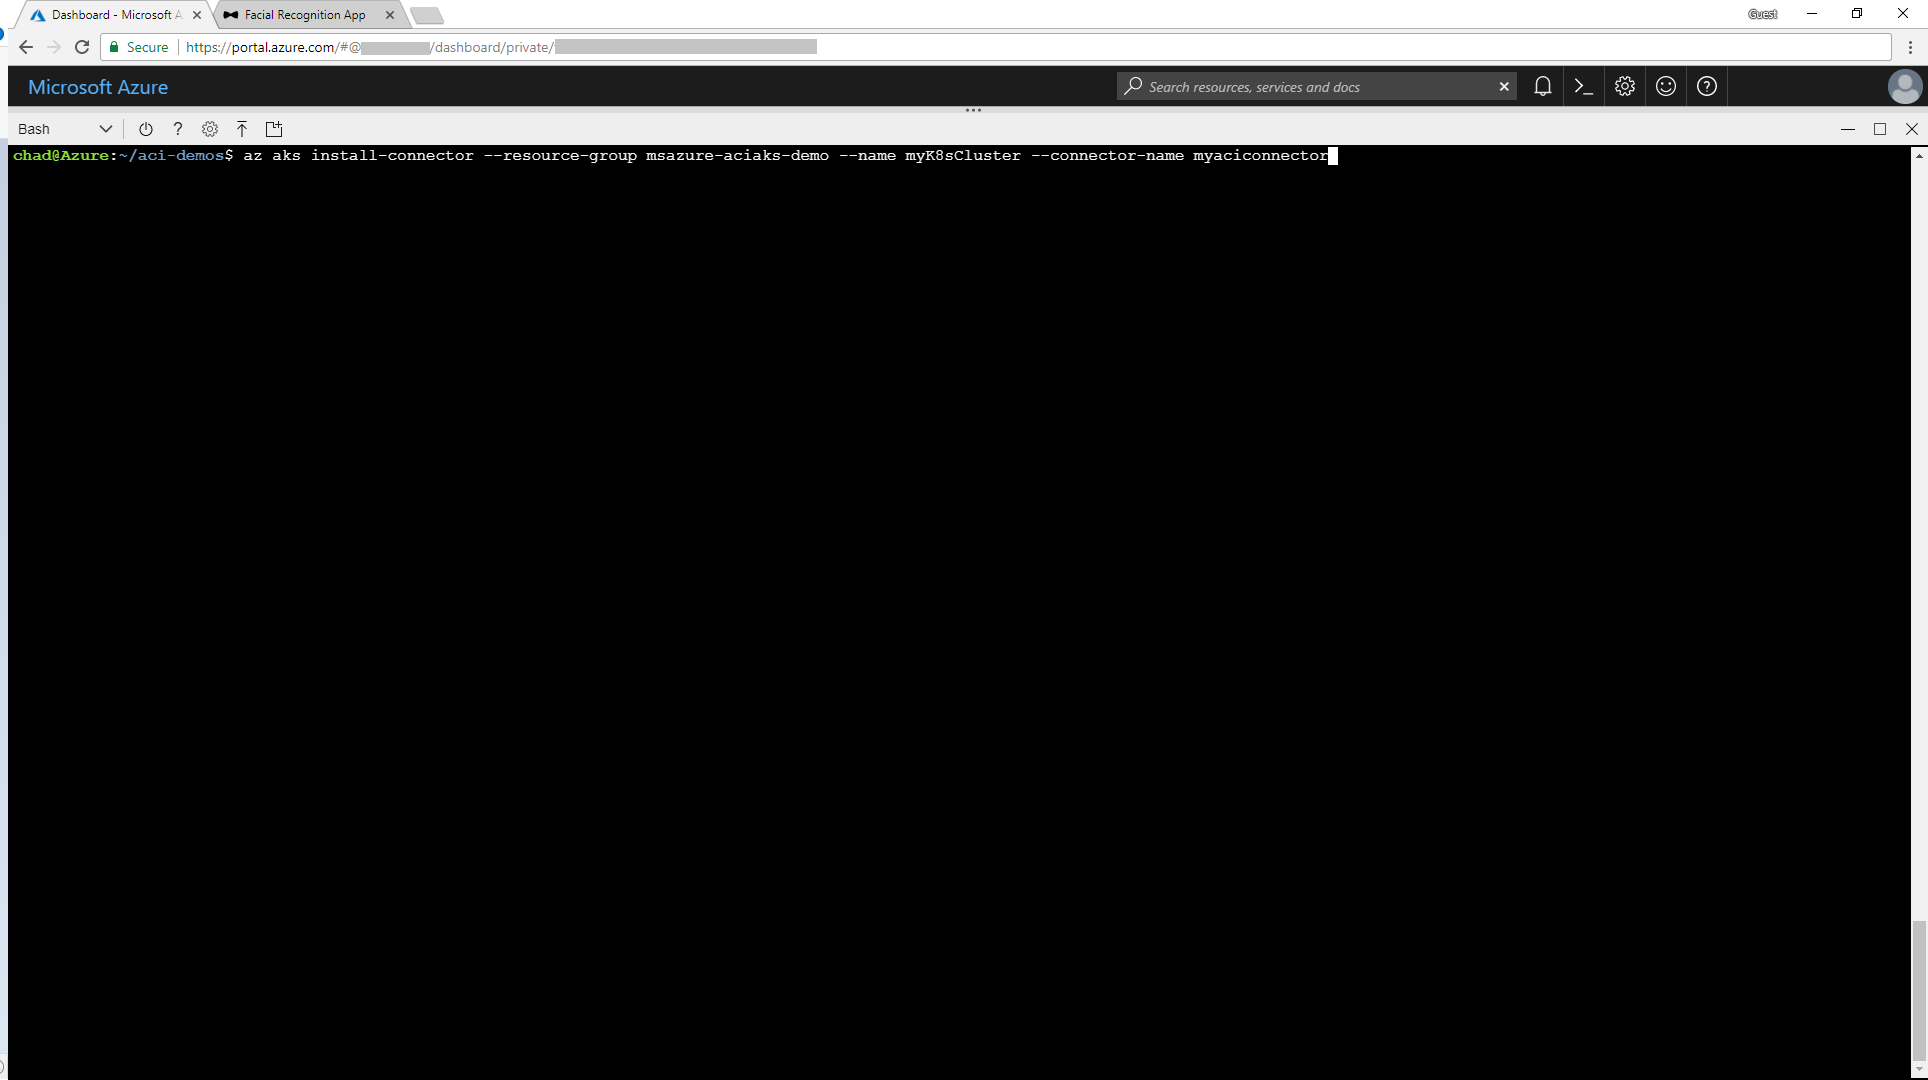 Dashboard - Microsoft A
Facial Recognition App
Guest
Secure
https://portal.azure.com/#@ /dashboard/private/
Microsoft Azure
Search resources, services and docs
Bash
chad@Azure:~/aci-demos$ az aks install-connector --resource-group msazure-aciaks-demo --name myK8sCluster --connector-name myaciconnector